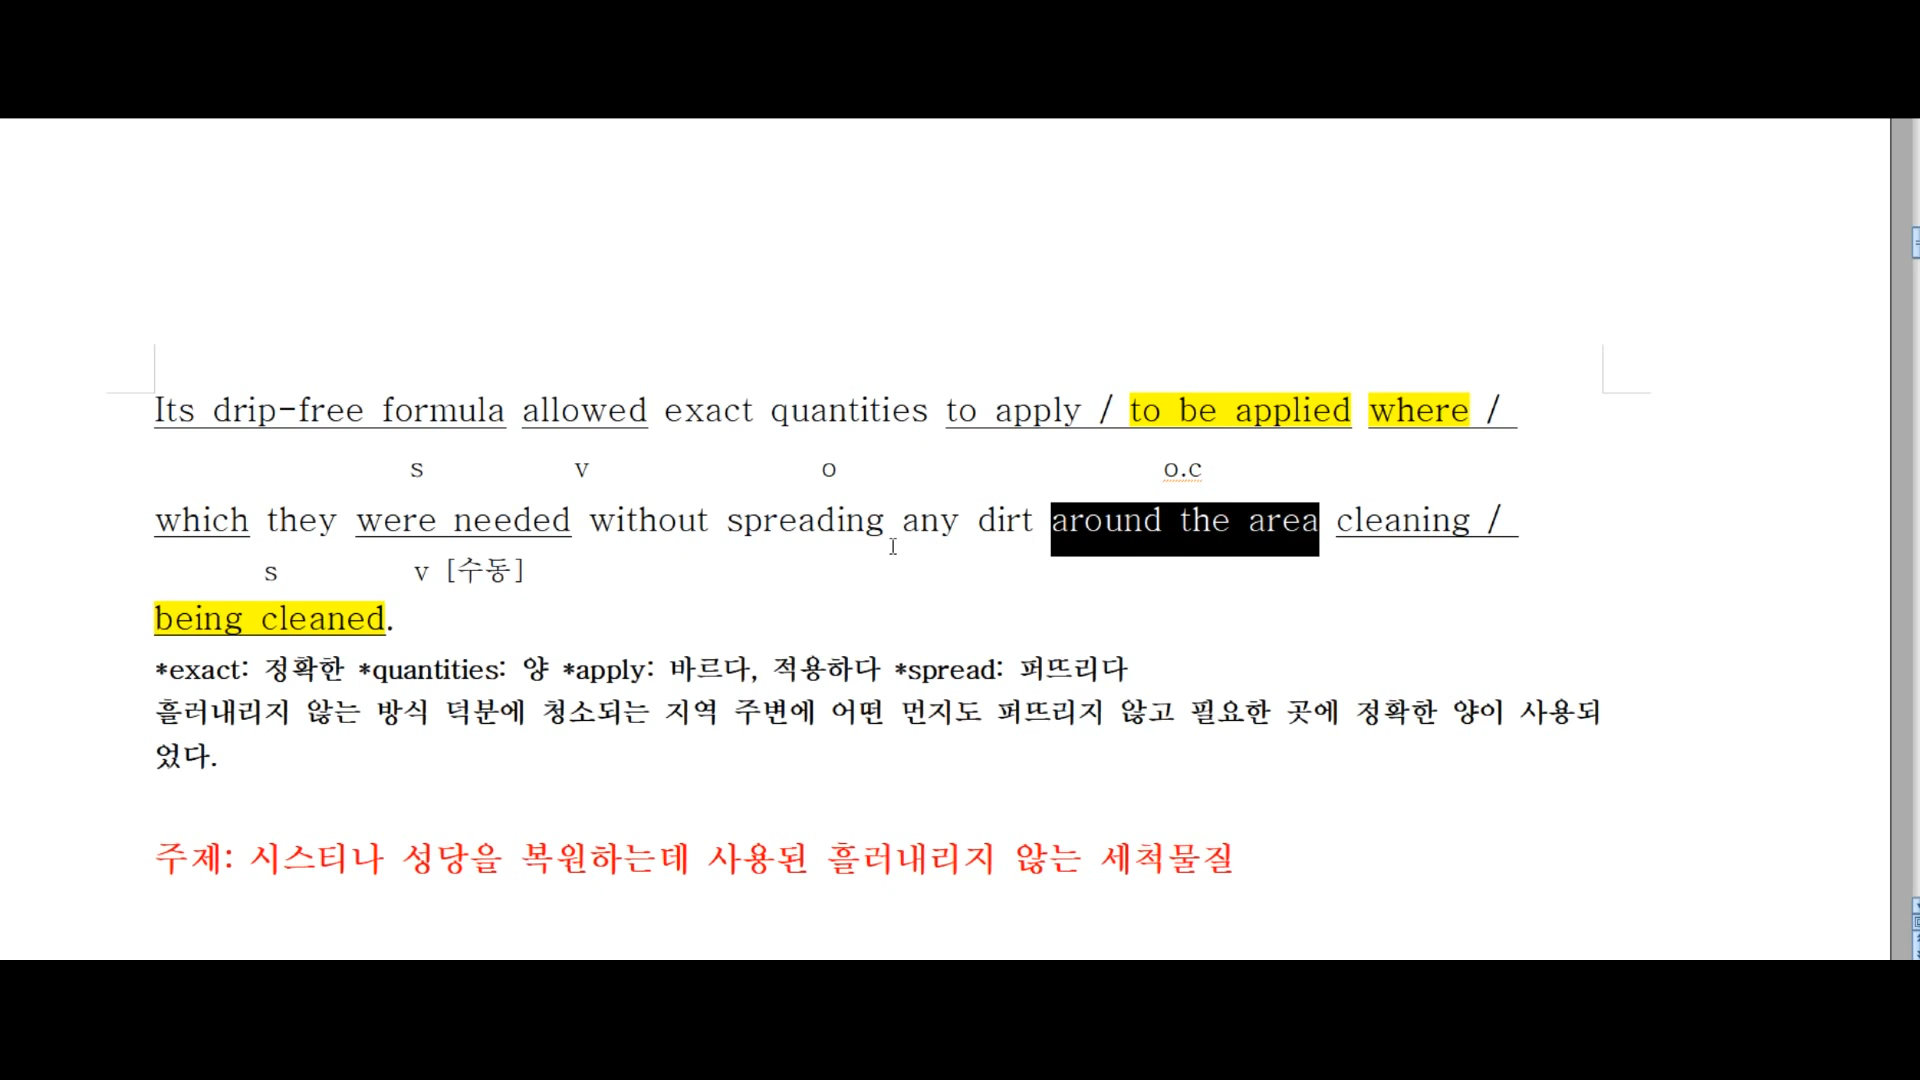 Its drip-free formula allowed exact quantities to apply / to be applied where /
s v o o.c
which they were needed without spreading any dirt around the area cleaning /
s v [수동]
being cleaned.
*exact: 정확한 *quantities: 양 *apply: 바르다, 적용하다 *spread: 퍼뜨리다
흘러내리지 않는 방식 덕분에 청소되는 지역 주변에 어떤 먼지도 퍼뜨리지 않고 필요한 곳에 정확한 양이 사용되
었다.
주제: 시스티나 성당을 복원하는데 사용된 흘러내리지 않는 세척물질